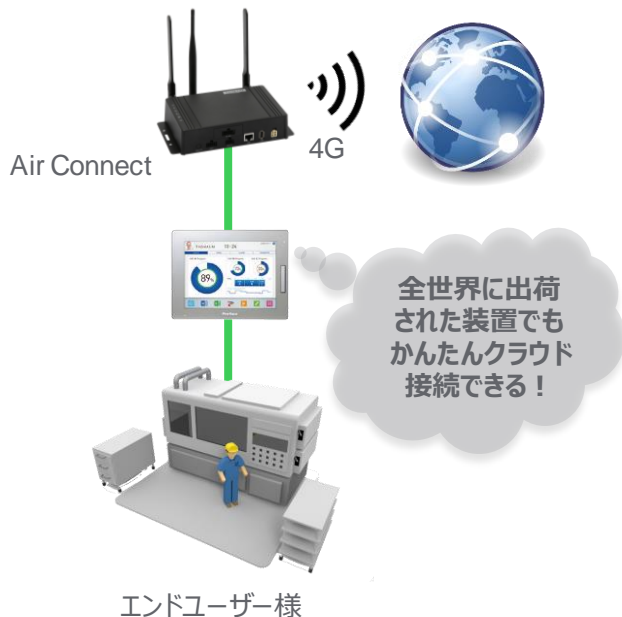 4G
Air Connect
89%
全世界に出荷
された装置でも
かんたんクラウド
接続できる！
エンドユーザー様